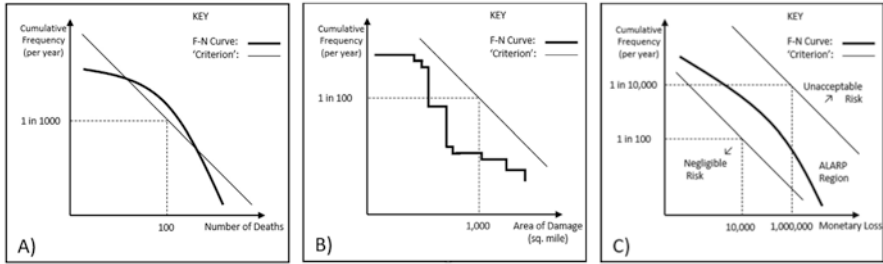 KEY
Cumulative
Frequency
(per year)
F-N Curve:
'Criterion':
1 in 1000
100
Number of Deaths
A)
KEY
Cumulative
Frequency
(per year)
F-N Curve:
'Criterion':
1 in 100
1,000
Area of Damage
(sq. mile)
B)
KEY
Cumulative
Frequency
(per year)
F-N Curve:
'Criterion':
1 in 10,000
Unacceptable
Risk
1 in 100
Negligible
Risk
ALARP
Region
10,000
1,000,000
Monetary Loss
C)